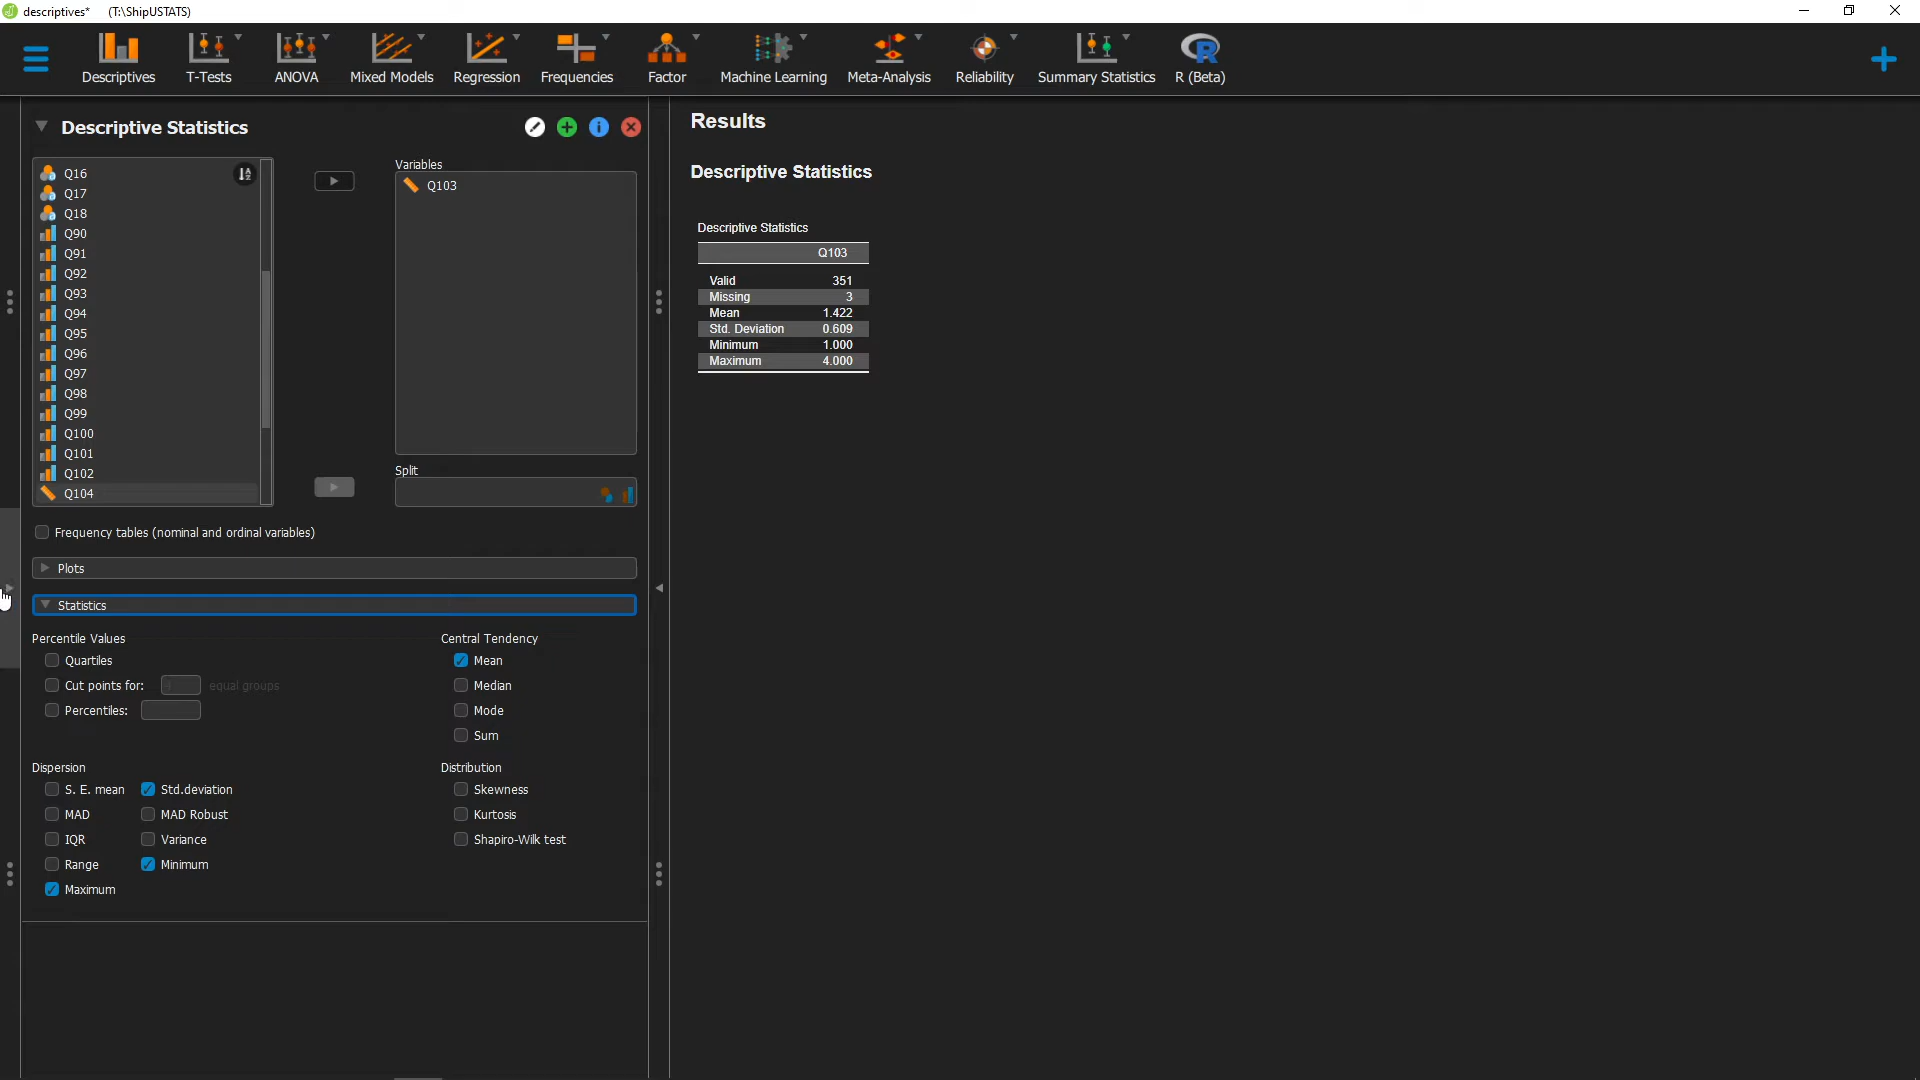 descriptives* (T:\ShipUSTATS)
Descriptives T-Tests ANOVA Mixed Models Regression Frequencies Factor Machine Learning Meta-Analysis Reliability Summary Statistics R (Beta)
Descriptive Statistics
Q16
Q17
Q18
Q90
Q91
Q92
Q93
Q94
Q95
Q96
Q97
Q98
Q99
Q100
Q101
Q102
Q104
Variables
Q103
Split
Frequency tables (nominal and ordinal variables)
Plots
Statistics
Percentile Values
Quartiles
Cut points for: equal groups
Percentiles:
Central Tendency
Mean
Median
Mode
Sum
Dispersion
S. E. mean Std.deviation
MAD MAD Robust
IQR Variance
Range Minimum
Maximum
Distribution
Skewness
Kurtosis
Shapiro-Wilk test
Results
Descriptive Statistics
Descriptive Statistics
Q103
Valid 351
Missing 3
Mean 1.422
Std. Deviation 0.609
Minimum 1.000
Maximum 4.000